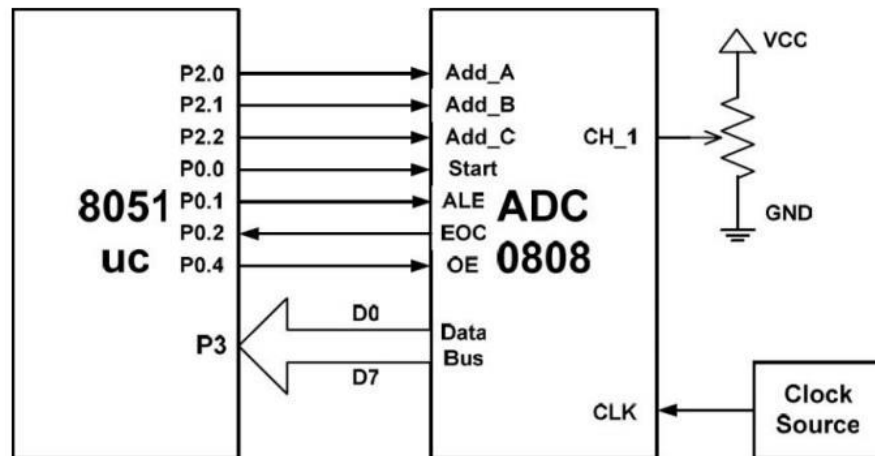 P2.0
P2.1
P2.2
P0.0
P0.1
P0.2
P0.4
P3
8051
uc
D0
D7
Add_A
Add_B
Add_C
Start
ALE
EOC
OE
Data
Bus
ADC
0808
CH_1
CLK
VCC
GND
Clock
Source